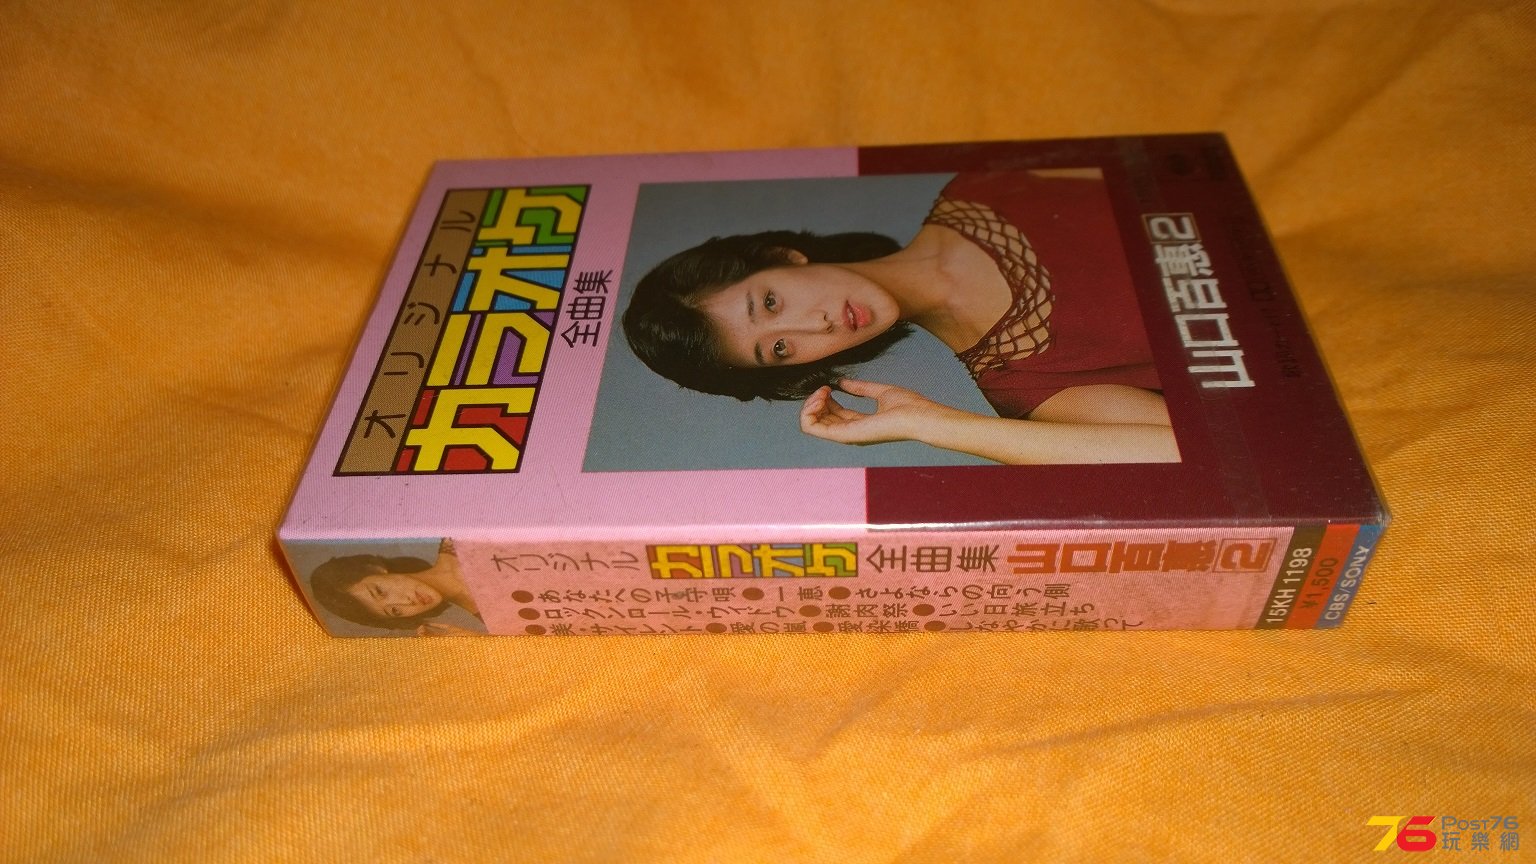 オリジナル
カラオケ
全曲集
山口百恵2
オリジナル カラオケ 全曲集 山口百恵2
●あなたへの子守唄●一恵●さよならの向う側
●ロックンロール・ウイドウ●謝肉祭●いい日旅立ち
●美・サイレント●愛の嵐●愛染橋●しなやかに歌って
15KH 1198
¥1,500
CBS/SONY
76 POST76
玩樂網